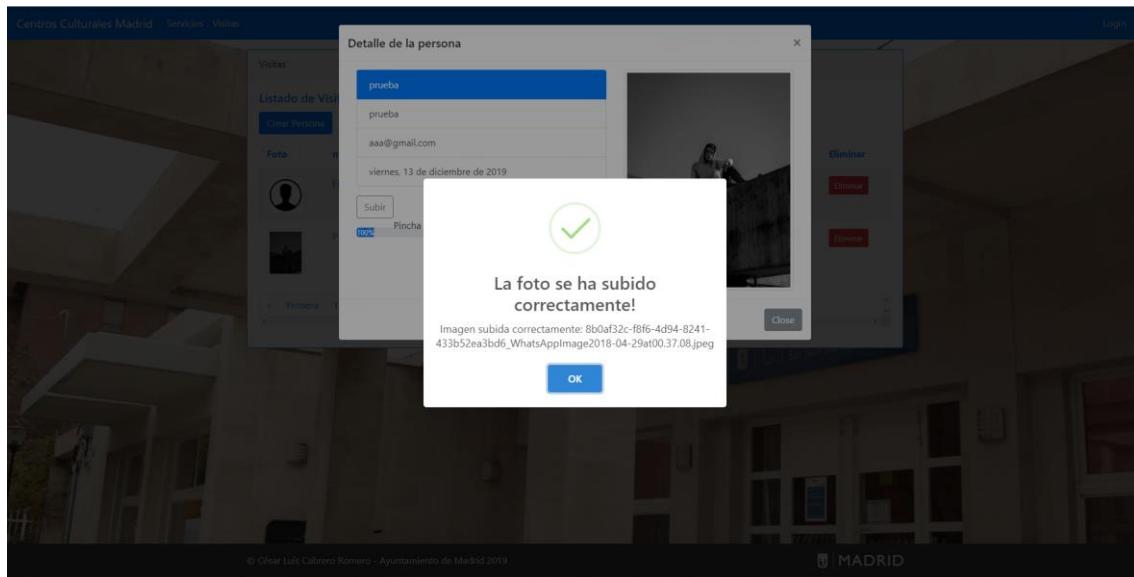 Centros Culturales Madrid Servicios Visitas Login
Detalle de la persona ×
Visitas
prueba
Listado de Visi
Crear Persona
prueba
aaa@gmail.com
Foto
Eliminar
viernes, 13 de diciembre de 2019
Eliminar
Subir
Pincha
100%
Eliminar
La foto se ha subido
correctamente!
« Primera
Imagen subida correctamente: 8b0af32c-f8f6-4d94-8241-
433b52ea3bd6_WhatsAppImage2018-04-29at00.37.08.jpeg
Close
OK
© César Luis Cabrero Romero - Ayuntamiento de Madrid 2019
MADRID